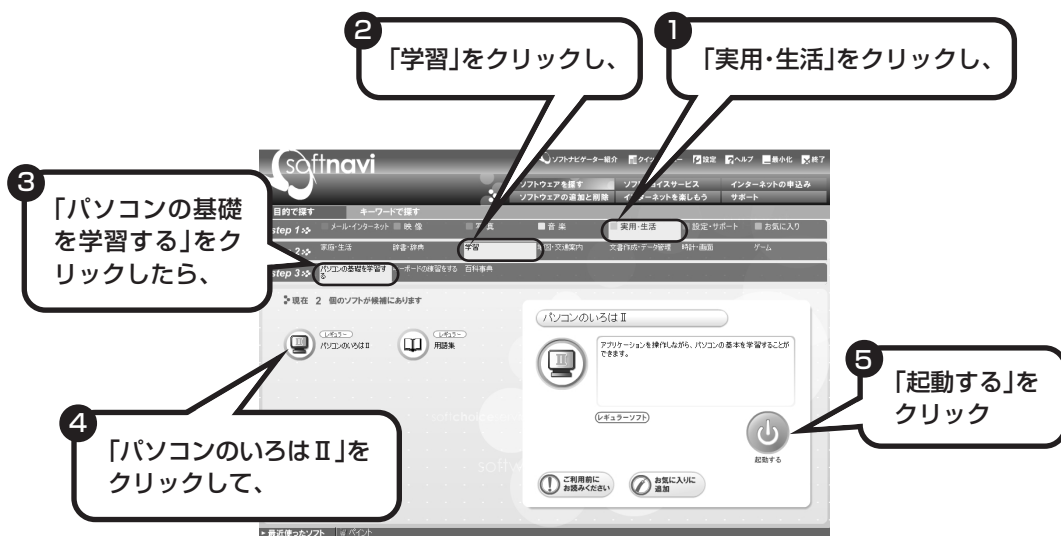 ❷
「学習」をクリックし、
❶
「実用・生活」をクリックし、
❸
「パソコンの基礎
を学習する」をク
リックしたら、
softnavi
ソフトナビゲーター紹介
設定
ヘルプ
最小化
終了
ソフトウェアを探す
インターネットの申込み
ソフトウェアの追加と削除
サポート
目的で探す
キーワードで探す
step 1
メール・インターネット
映像
音楽
実用・生活
設定・サポート
お気に入り
家庭・生活
辞書・辞典
学習
文書作成・データ管理
時計・画面
ゲーム
step 3
パソコンの基礎を学習す
る
キーボードの練習をする
百科事典
現在 2 個のソフトが候補にあります
レギュラー
パソコンのいろはⅡ
レギュラー
用語集
パソコンのいろはⅡ
アプリケーションを操作しながら、パソコンの基本を学習することが
できます。
レギュラーソフト
起動する
ご利用前に
お読みください
お気に入りに
追加
❹
「パソコンのいろはⅡ」を
クリックして、
❺
「起動する」を
クリック
最近使ったソフト
ペイント